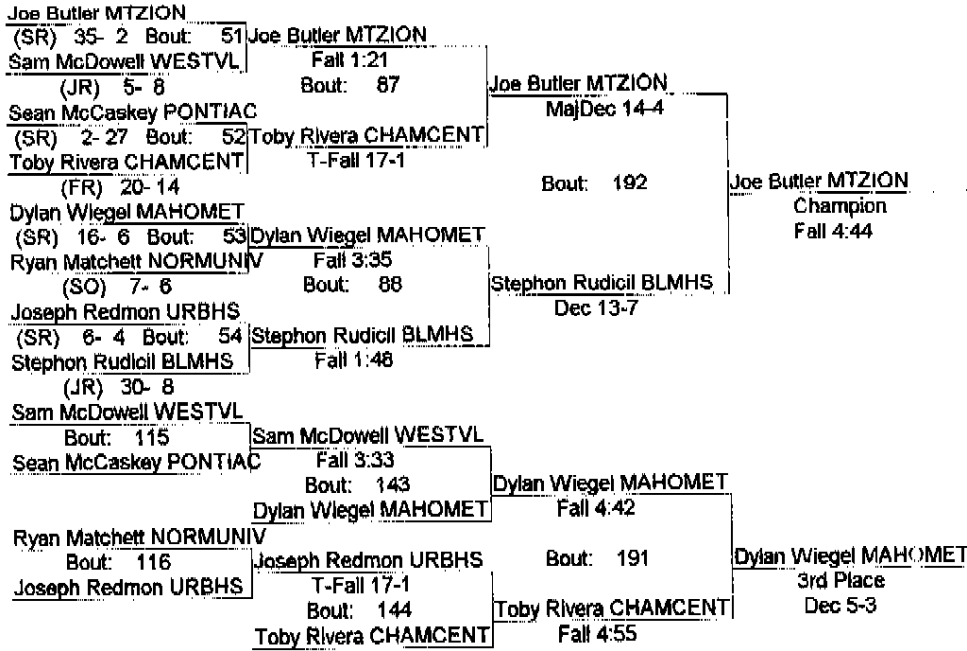 Joe Butler MTZION
(SR) 35- 2 Bout: 51 Joe Butler MTZION
Sam McDowell WESTVL Fall 1:21
(JR) 5- 8 Bout: 87 Joe Butler MTZION
Sean McCaskey PONTIAC MajDec 14-4
(SR) 2- 27 Bout: 52 Toby Rivera CHAMCENT
Toby Rivera CHAMCENT T-Fall 17-1
(FR) 20- 14 Bout: 192 Joe Butler MTZION
Dylan Wiegel MAHOMET Champion
(SR) 16- 6 Bout: 53 Dylan Wiegel MAHOMET Fall 4:44
Ryan Matchett NORMUNIV Fall 3:35
(SO) 7- 6 Bout: 88 Stephon Rudicil BLMHS
Joseph Redmon URBHS Dec 13-7
(SR) 6- 4 Bout: 54 Stephon Rudicil BLMHS
Stephon Rudicil BLMHS Fall 1:48
(JR) 30- 8
Sam McDowell WESTVL
Bout: 115 Sam McDowell WESTVL
Sean McCaskey PONTIAC Fall 3:33
Bout: 143 Dylan Wiegel MAHOMET
Dylan Wiegel MAHOMET Fall 4:42
Ryan Matchett NORMUNIV
Bout: 116 Joseph Redmon URBHS Bout: 191 Dylan Wiegel MAHOMET
Joseph Redmon URBHS T-Fall 17-1 3rd Place
Bout: 144 Toby Rivera CHAMCENT Dec 5-3
Toby Rivera CHAMCENT Fall 4:55